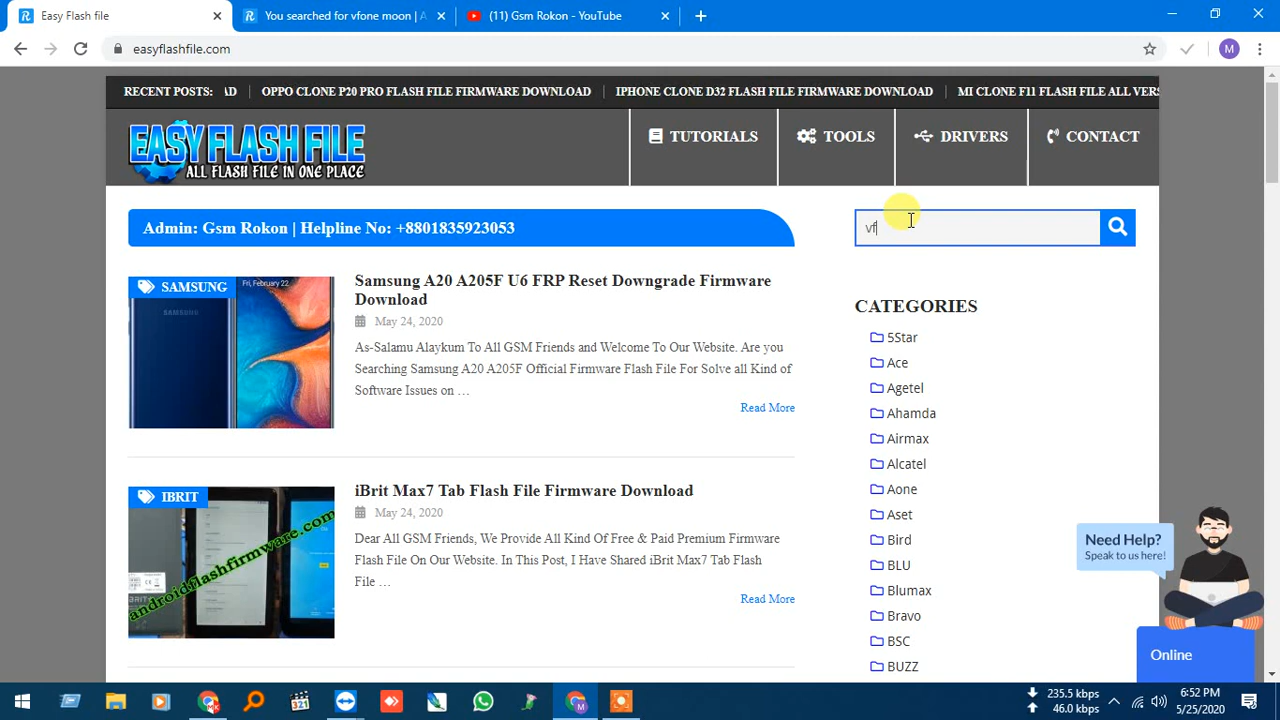 Easy Flash file
You searched for vfone moon | A
(11) Gsm Rokon - YouTube
easyflashfile.com
M
RECENT POSTS:
AD
OPPO CLONE P20 PRO FLASH FILE FIRMWARE DOWNLOAD
IPHONE CLONE D32 FLASH FILE FIRMWARE DOWNLOAD
MI CLONE F11 FLASH FILE ALL VERS
EASY FLASH FILE
ALL FLASH FILE IN ONE PLACE
TUTORIALS
TOOLS
DRIVERS
CONTACT
Admin: Gsm Rokon | Helpline No: +8801835923053
vf
SAMSUNG
Fri, February 22
SAMSUNG
Samsung A20 A205F U6 FRP Reset Downgrade Firmware
Download
May 24, 2020
As-Salamu Alaykum To All GSM Friends and Welcome To Our Website. Are you
Searching Samsung A20 A205F Official Firmware Flash File For Solve all Kind of
Software Issues on …
Read More
IBRIT
androidflashfirmware.com
iBrit Max7 Tab Flash File Firmware Download
May 24, 2020
Dear All GSM Friends, We Provide All Kind Of Free & Paid Premium Firmware
Flash File On Our Website. In This Post, I Have Shared iBrit Max7 Tab Flash
File …
Read More
CATEGORIES
5Star
Ace
Agetel
Ahamda
Airmax
Alcatel
Aone
Aset
Bird
BLU
Blumax
Bravo
BSC
BUZZ
Need Help?
Speak to us here!
Online
321
M
235.5 kbps
46.0 kbps
6:52 PM
5/25/2020